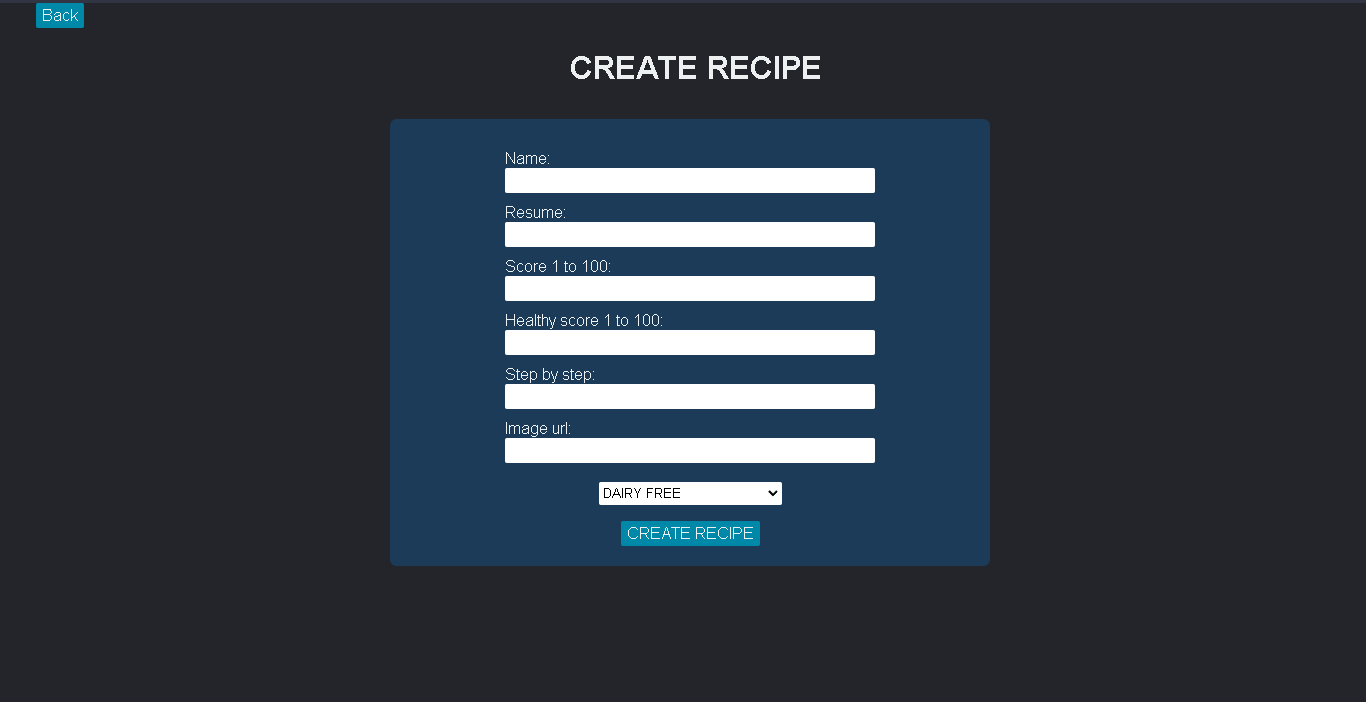 Back
CREATE RECIPE
Name:
Resume:
Score 1 to 100:
Healthy score 1 to 100:
Step by step:
Image url:
DAIRY FREE
CREATE RECIPE